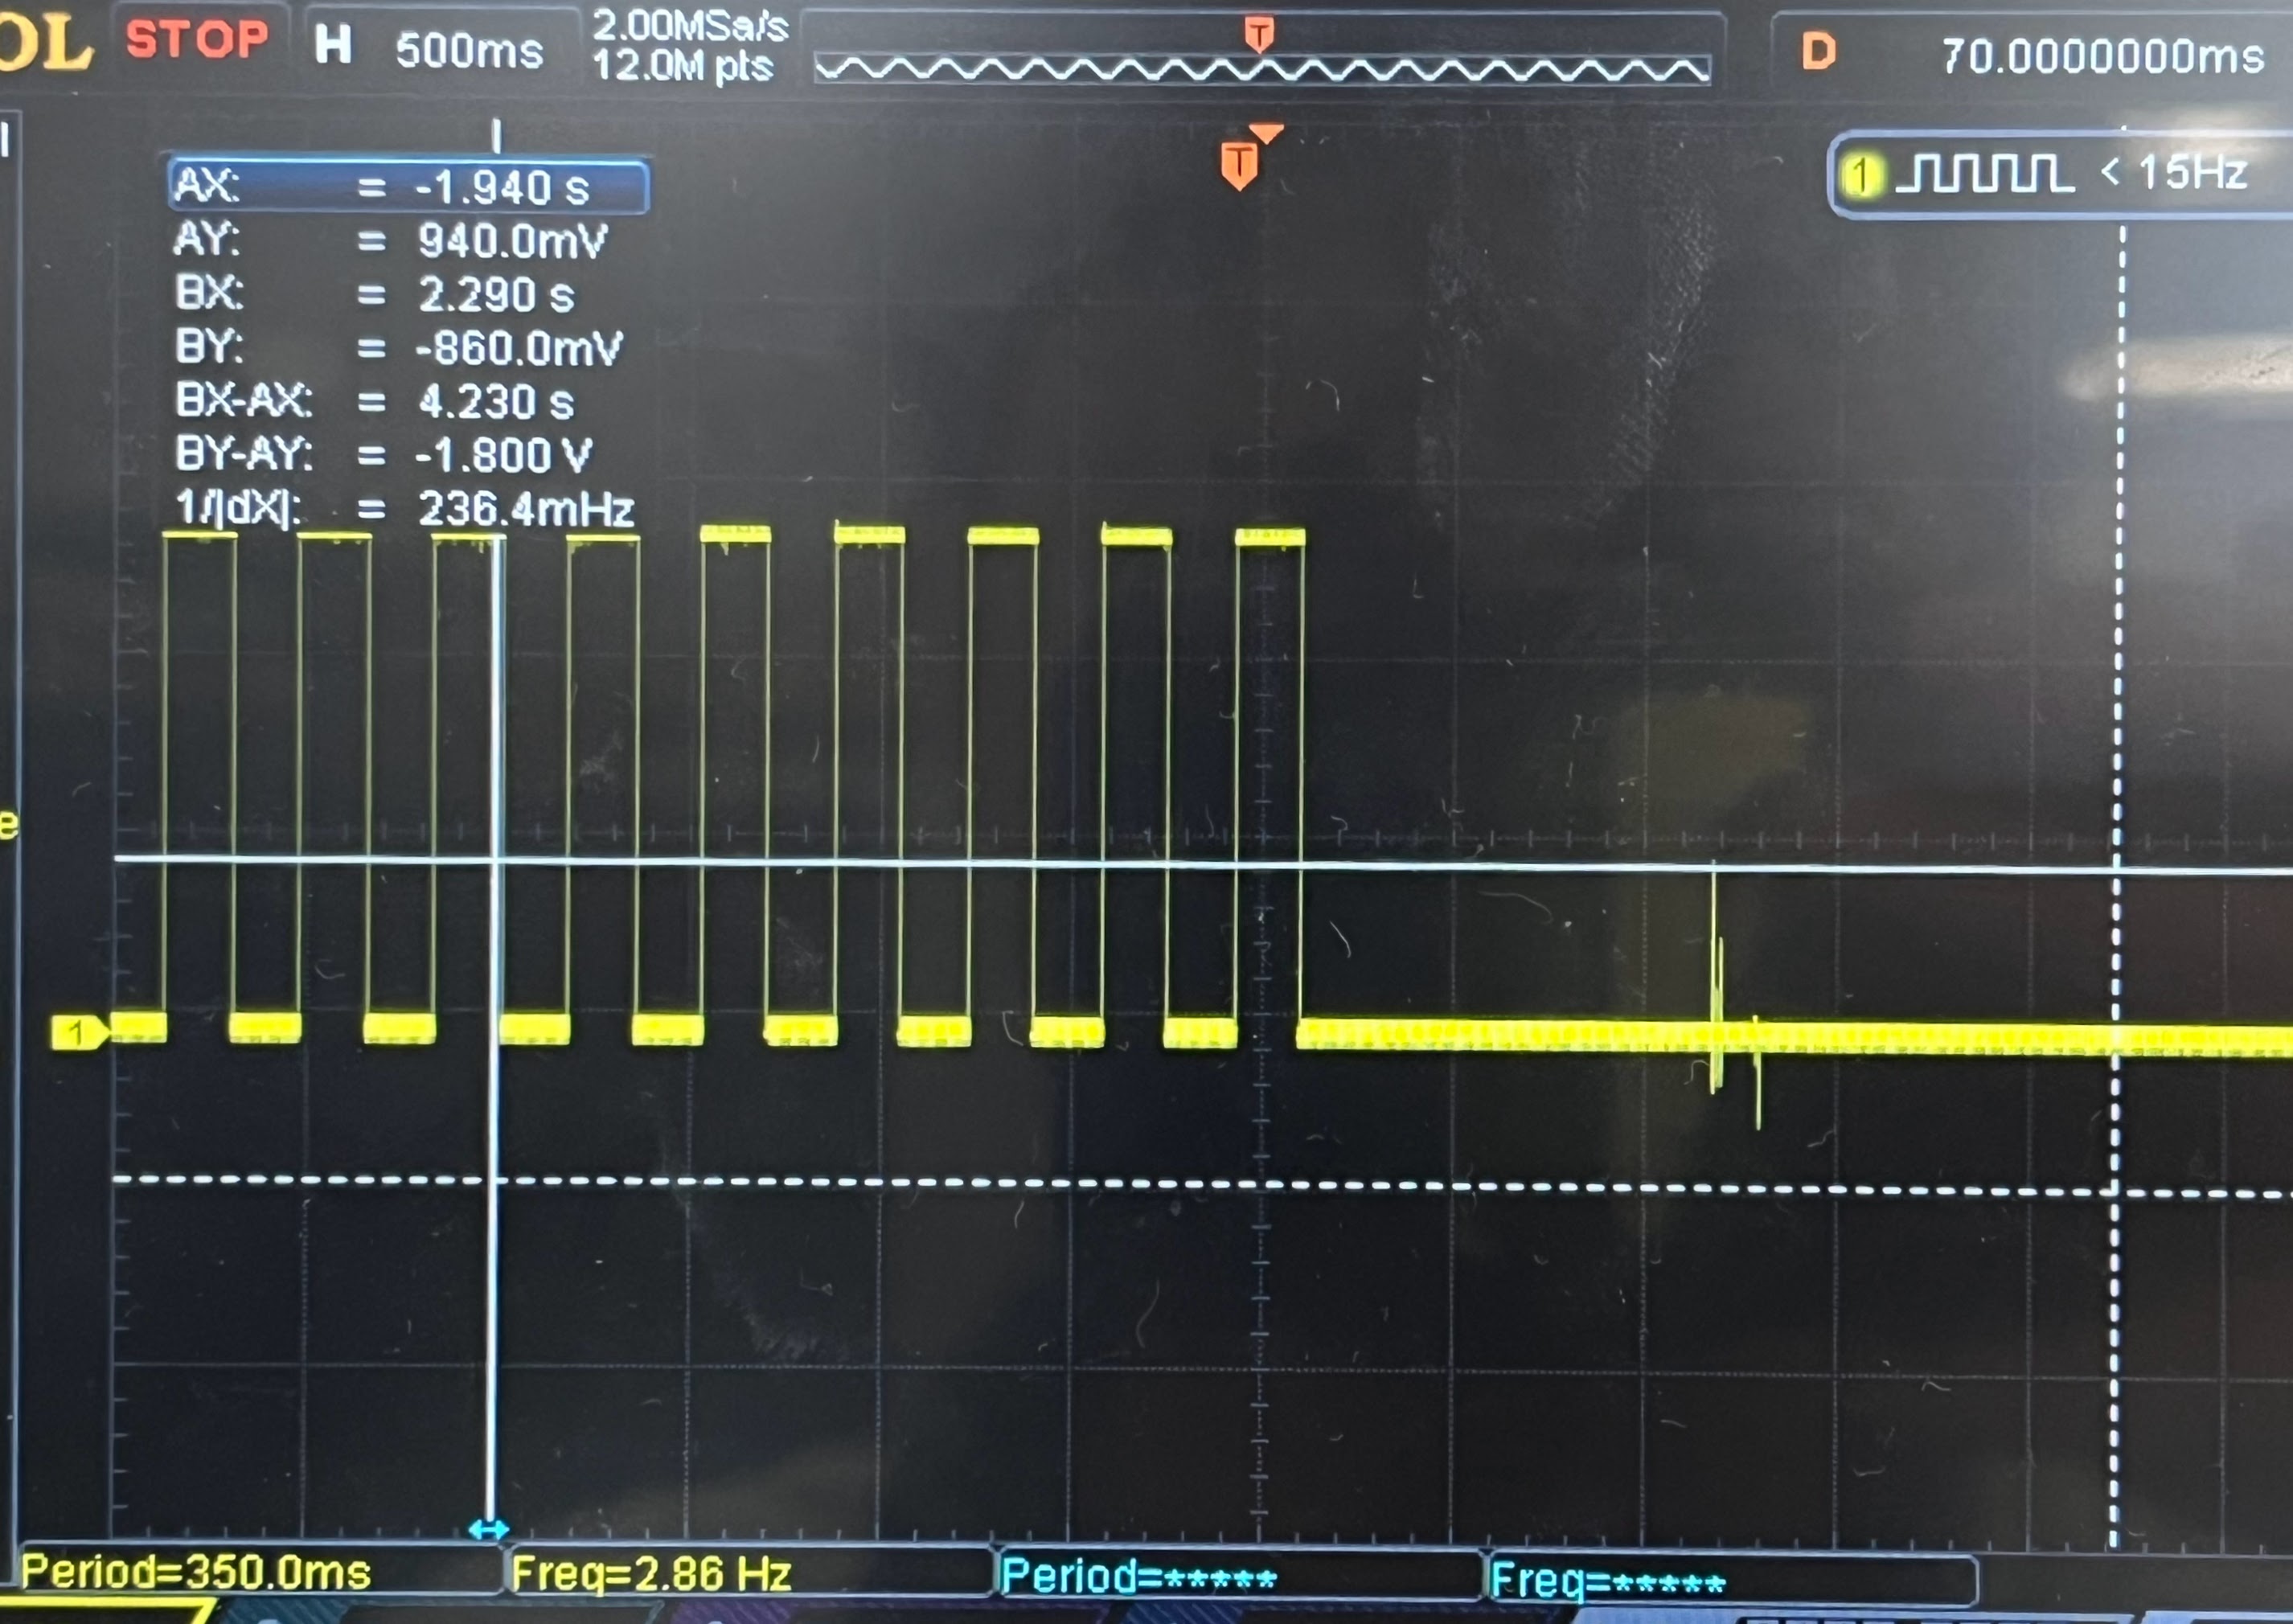 OL STOP H 500ms 2.00MSa/s
12.0M pts
T
D 70.0000000ms
T
1 < 15Hz
AX: = -1.940 s
AY: = 940.0mV
BX: = 2.290 s
BY: = -860.0mV
BX-AX: = 4.230 s
BY-AY: = -1.800 V
1/|dX|: = 236.4mHz
e
1
Period=350.0ms Freq=2.86 Hz Period=***** Freq=*****